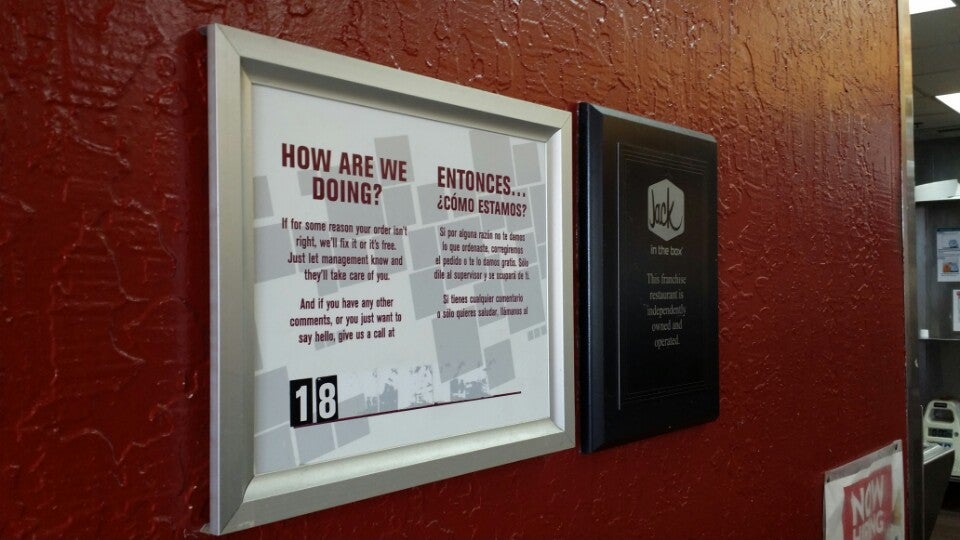 HOW ARE WE
DOING?
If for some reason your order isn't
right, we'll fix it or it's free.
Just let management know and
they'll take care of you.
And if you have any other
comments, or you just want to
say hello, give us a call at
1|8
ENTONCES...
¿CÓMO ESTAMOS?
Si por alguna razón no te damos
lo que ordenaste, corregiremos
el pedido o te lo damos gratis. Sólo
dile al supervisor y se ocupará de ti.
Si tienes cualquier comentario
o sólo quieres saludar, llámanos al
Jack
in the box
This franchise
restaurant is
independently
owned and
operated.
NOW
HIRING